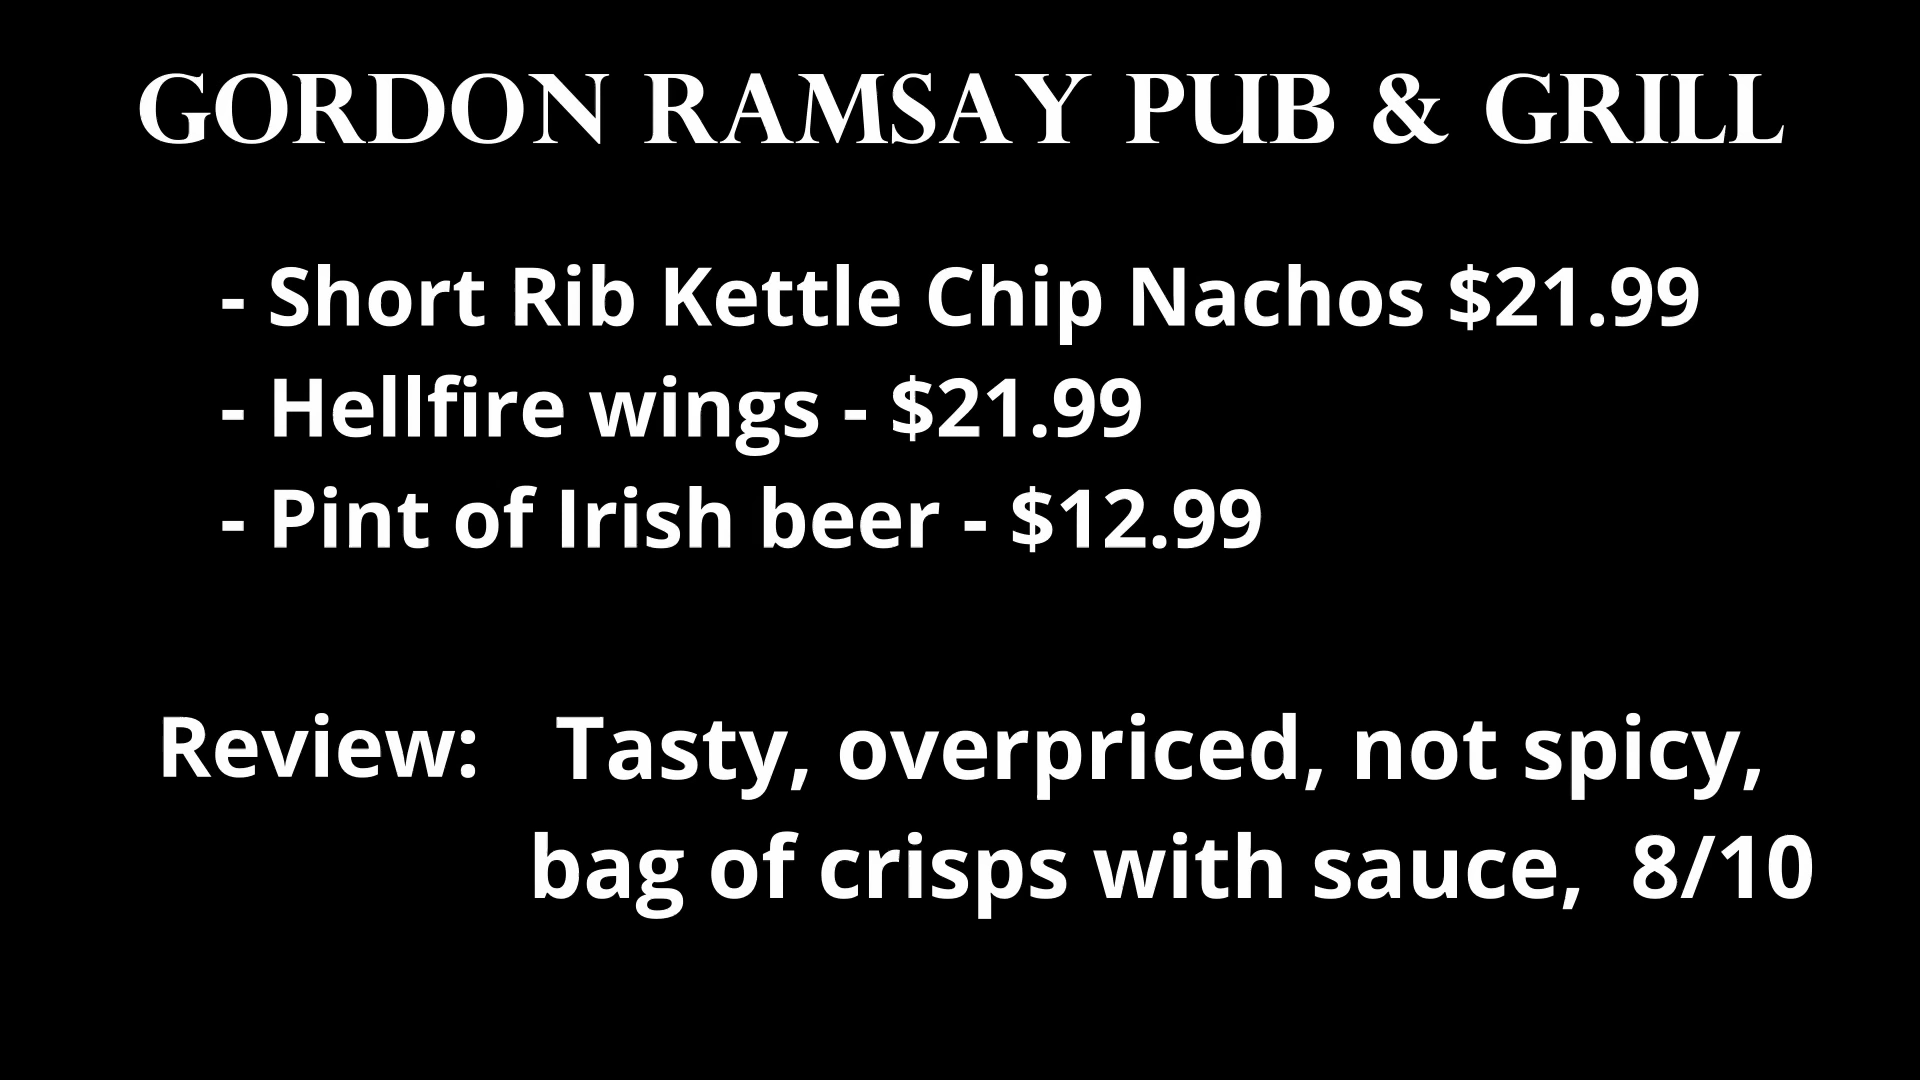 GORDON RAMSAY PUB & GRILL
- Short Rib Kettle Chip Nachos $21.99
- Hellfire wings - $21.99
- Pint of Irish beer - $12.99
Review: Tasty, overpriced, not spicy,
bag of crisps with sauce, 8/10